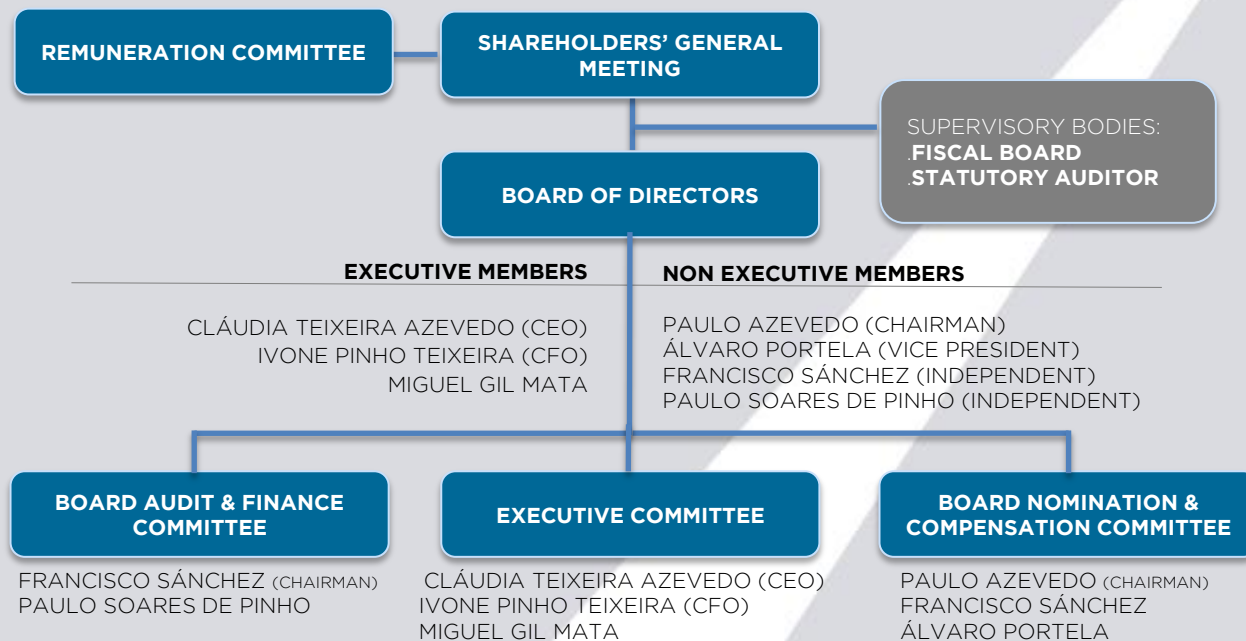 REMUNERATION COMMITTEE
SHAREHOLDERS' GENERAL
MEETING
SUPERVISORY BODIES:
.FISCAL BOARD
.STATUTORY AUDITOR
BOARD OF DIRECTORS
EXECUTIVE MEMBERS
CLÁUDIA TEIXEIRA AZEVEDO (CEO)
IVONE PINHO TEIXEIRA (CFO)
MIGUEL GIL MATA
NON EXECUTIVE MEMBERS
PAULO AZEVEDO (CHAIRMAN)
ÁLVARO PORTELA (VICE PRESIDENT)
FRANCISCO SÁNCHEZ (INDEPENDENT)
PAULO SOARES DE PINHO (INDEPENDENT)
BOARD AUDIT & FINANCE
COMMITTEE
FRANCISCO SÁNCHEZ (CHAIRMAN)
PAULO SOARES DE PINHO
EXECUTIVE COMMITTEE
CLÁUDIA TEIXEIRA AZEVEDO (CEO)
IVONE PINHO TEIXEIRA (CFO)
MIGUEL GIL MATA
BOARD NOMINATION &
COMPENSATION COMMITTEE
PAULO AZEVEDO (CHAIRMAN)
FRANCISCO SÁNCHEZ
ÁLVARO PORTELA